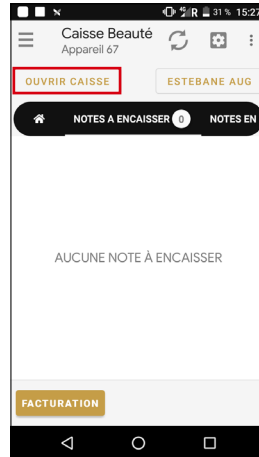 31 % 15:27
Caisse Beauté
Appareil 67
OUVRIR CAISSE
ESTEBANE AUG
NOTES A ENCAISSER 0
NOTES EN
AUCUNE NOTE À ENCAISSER
FACTURATION